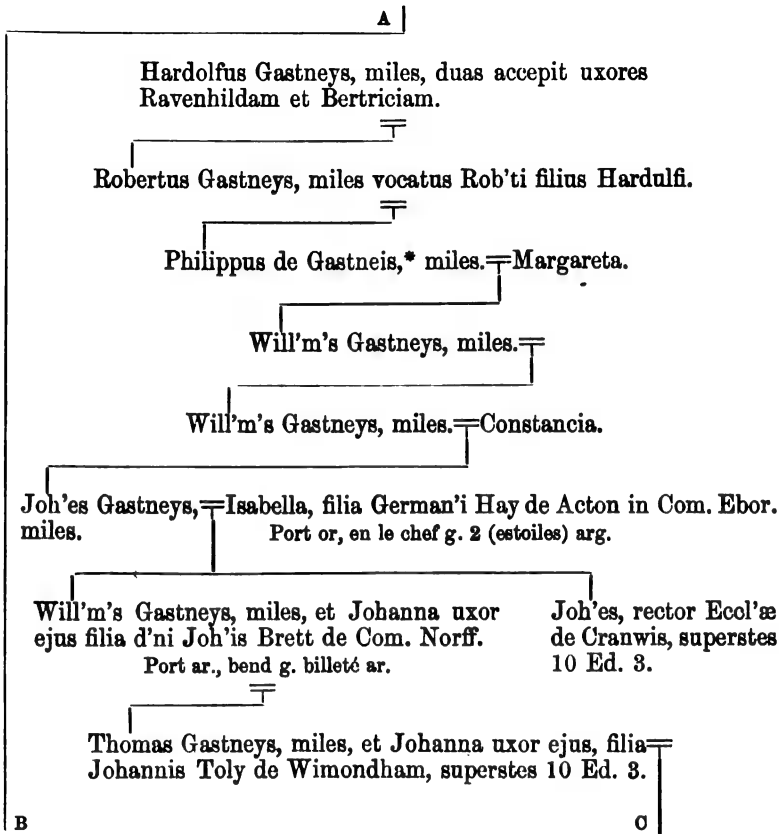 A
Hardolfus Gastneys, miles, duas accepit uxores
Ravenhildam et Bertriciam.
Robertus Gastneys, miles vocatus Rob'ti filius Hardulfi.
Philippus de Gastneis,* miles.=Margareta.
Will'm's Gastneys, miles.=
Will'm's Gastneys, miles.=Constancia.
Joh'es Gastneys,=Isabella, filia German'i Hay de Acton in Com. Ebor.
miles. Port or, en le chef g. 2 (estoiles) arg.
Will'm's Gastneys, miles, et Johanna uxor
ejus filia d'ni Joh'is Brett de Com. Norff.
Port ar., bend g. billeté ar.
Joh'es, rector Eccl'æ
de Cranwis, superstes
10 Ed. 3.
Thomas Gastneys, miles, et Johanna uxor ejus, filia=
Johannis Toly de Wimondham, superstes 10 Ed. 3.
B C